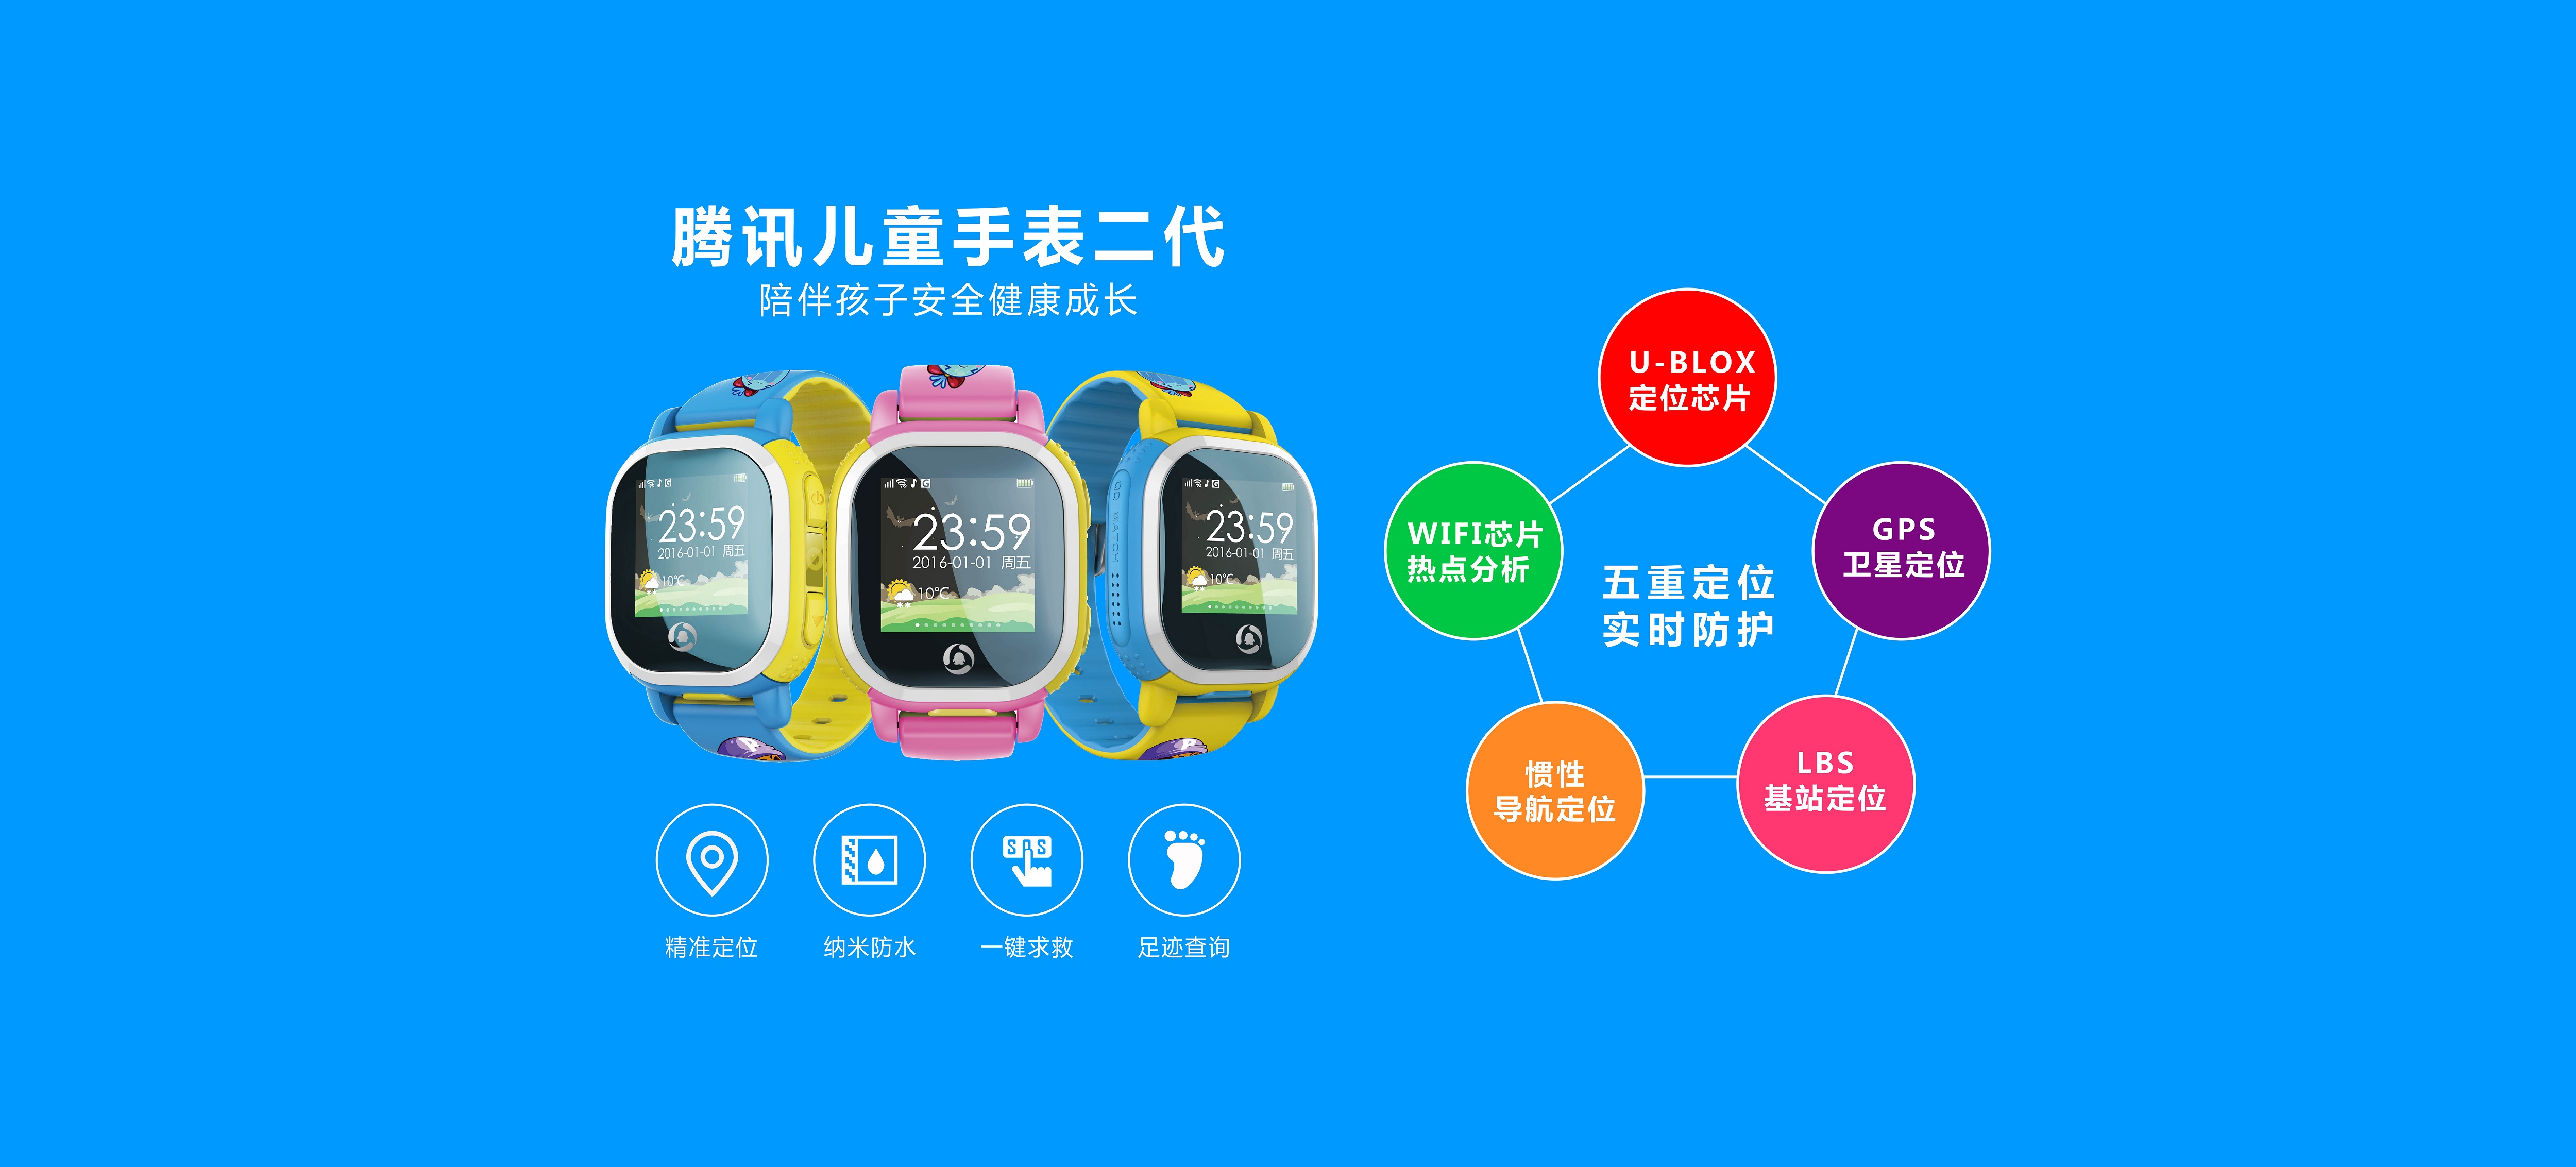 腾讯儿童手表二代
陪伴孩子安全健康成长
23:59
2016-01-01 周五
10℃
23:59
2016-01-01 周五
10℃
QQ WATCH
23:59
2016-01-01 周五
10℃
P
P
SOS
精准定位
纳米防水
一键求救
足迹查询
U-BLOX
定位芯片
WIFI芯片
热点分析
GPS
卫星定位
五重定位
实时防护
惯性
导航定位
LBS
基站定位